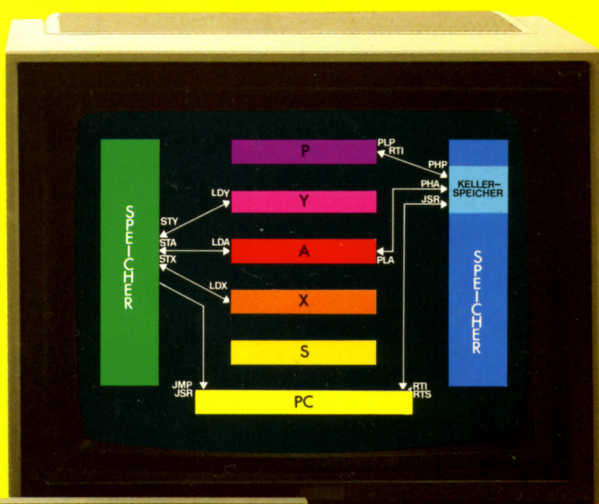 SPEICHER
P
PLP
RTI
PHP
KELLER-
SPEICHER
PHA
JSR
LDY
Y
STY
STA
LDA
A
PLA
STX
LDX
X
SPEICHER
S
JMP
JSR
PC
RTI
RTS